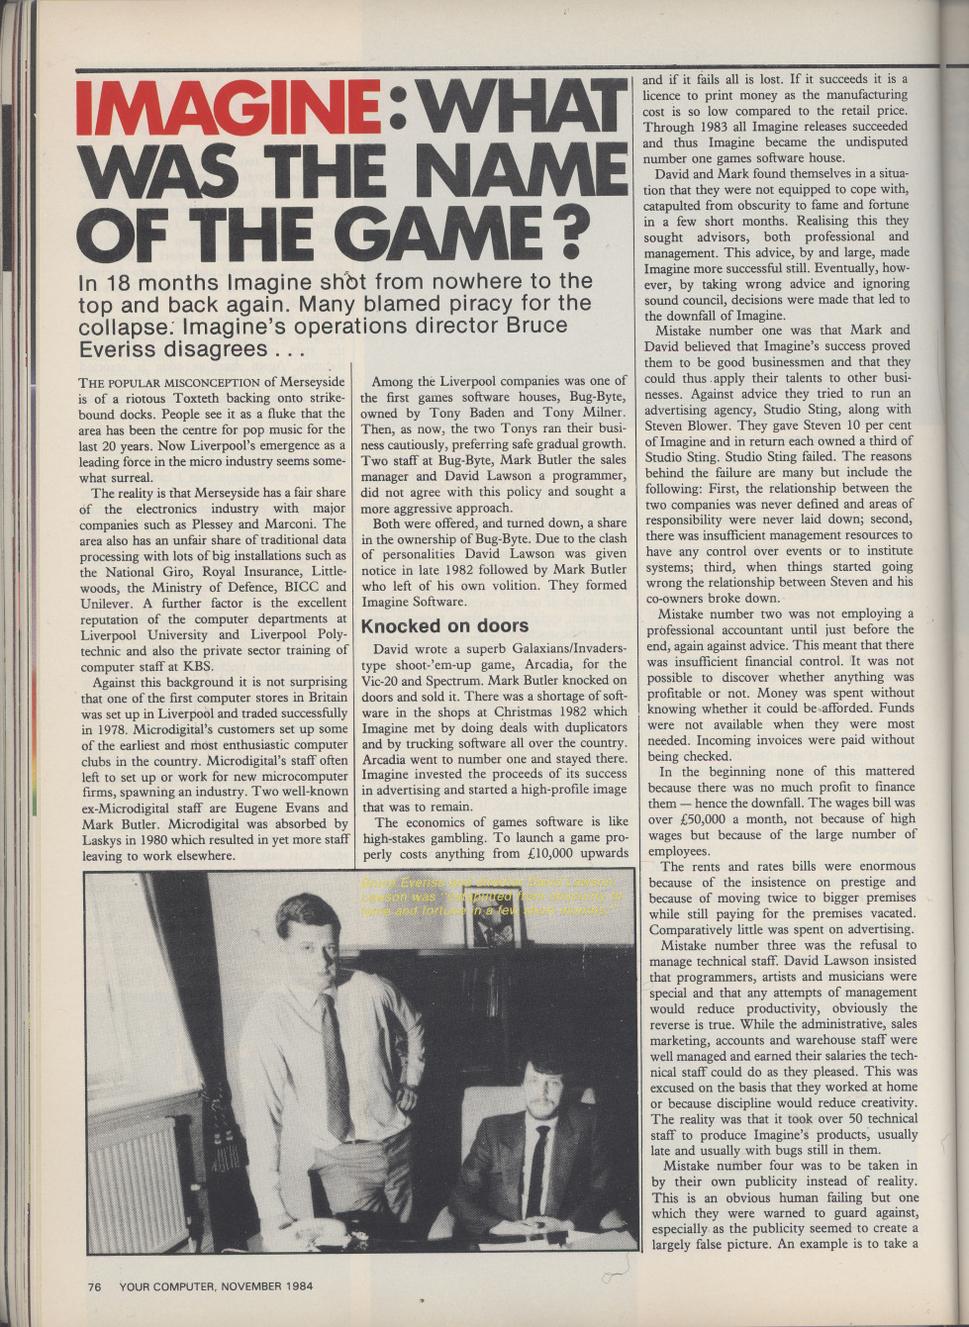 IMAGINE: WHAT
WAS THE NAME
OF THE GAME?
In 18 months Imagine shot from nowhere to the
top and back again. Many blamed piracy for the
collapse. Imagine's operations director Bruce
Everiss disagrees . . .
THE POPULAR MISCONCEPTION of Merseyside
is of a riotous Toxteth backing onto strike-
bound docks. People see it as a fluke that the
area has been the centre for pop music for the
last 20 years. Now Liverpool's emergence as a
leading force in the micro industry seems some-
what surreal.
The reality is that Merseyside has a fair share
of the electronics industry with major
companies such as Plessey and Marconi. The
area also has an unfair share of traditional data
processing with lots of big installations such as
the National Giro, Royal Insurance, Little-
woods, the Ministry of Defence, BICC and
Unilever. A further factor is the excellent
reputation of the computer departments at
Liverpool University and Liverpool Poly-
technic and also the private sector training of
computer staff at KBS.
Against this background it is not surprising
that one of the first computer stores in Britain
was set up in Liverpool and traded successfully
in 1978. Microdigital's customers set up some
of the earliest and most enthusiastic computer
clubs in the country. Microdigital's staff often
left to set up or work for new microcomputer
firms, spawning an industry. Two well-known
ex-Microdigital staff are Eugene Evans and
Mark Butler. Microdigital was absorbed by
Laskys in 1980 which resulted in yet more staff
leaving to work elsewhere.
Among the Liverpool companies was one of
the first games software houses, Bug-Byte,
owned by Tony Baden and Tony Milner.
Then, as now, the two Tonys ran their busi-
ness cautiously, preferring safe gradual growth.
Two staff at Bug-Byte, Mark Butler the sales
manager and David Lawson a programmer,
did not agree with this policy and sought a
more aggressive approach.
Both were offered, and turned down, a share
in the ownership of Bug-Byte. Due to the clash
of personalities David Lawson was given
notice in late 1982 followed by Mark Butler
who left of his own volition. They formed
Imagine Software.
Knocked on doors
David wrote a superb Galaxians/Invaders-
type shoot-'em-up game, Arcadia, for the
Vic-20 and Spectrum. Mark Butler knocked on
doors and sold it. There was a shortage of soft-
ware in the shops at Christmas 1982 which
Imagine met by doing deals with duplicators
and by trucking software all over the country.
Arcadia went to number one and stayed there.
Imagine invested the proceeds of its success
in advertising and started a high-profile image
that was to remain.
The economics of games software is like
high-stakes gambling. To launch a game pro-
perly costs anything from £10,000 upwards
and if it fails all is lost. If it succeeds it is a
licence to print money as the manufacturing
cost is so low compared to the retail price.
Through 1983 all Imagine releases succeeded
and thus Imagine became the undisputed
number one games software house.
David and Mark found themselves in a situa-
tion that they were not equipped to cope with,
catapulted from obscurity to fame and fortune
in a few short months. Realising this they
sought advisors, both professional and
management. This advice, by and large, made
Imagine more successful still. Eventually, how-
ever, by taking wrong advice and ignoring
sound council, decisions were made that led to
the downfall of Imagine.
Mistake number one was that Mark and
David believed that Imagine's success proved
them to be good businessmen and that they
could thus apply their talents to other busi-
nesses. Against advice they tried to run an
advertising agency, Studio Sting, along with
Steven Blower. They gave Steven 10 per cent
of Imagine and in return each owned a third of
Studio Sting. Studio Sting failed. The reasons
behind the failure are many but include the
following: First, the relationship between the
two companies was never defined and areas of
responsibility were never laid down; second,
there was insufficient management resources to
have any control over events or to institute
systems; third, when things started going
wrong the relationship between Steven and his
co-owners broke down.
Mistake number two was not employing a
professional accountant until just before the
end, again against advice. This meant that there
was insufficient financial control. It was not
possible to discover whether anything was
profitable or not. Money was spent without
knowing whether it could be afforded. Funds
were not available when they were most
needed. Incoming invoices were paid without
being checked.
In the beginning none of this mattered
because there was no much profit to finance
them — hence the downfall. The wages bill was
over £50,000 a month, not because of high
wages but because of the large number of
employees.
The rents and rates bills were enormous
because of the insistence on prestige and
because of moving twice to bigger premises
while still paying for the premises vacated.
Comparatively little was spent on advertising.
Mistake number three was the refusal to
manage technical staff. David Lawson insisted
that programmers, artists and musicians were
special and that any attempts of management
would reduce productivity, obviously the
reverse is true. While the administrative, sales
marketing, accounts and warehouse staff were
well managed and earned their salaries the tech-
nical staff could do as they pleased. This was
excused on the basis that they worked at home
or because discipline would reduce creativity.
The reality was that it took over 50 technical
staff to produce Imagine's products, usually
late and usually with bugs still in them.
Mistake number four was to be taken in
by their own publicity instead of reality.
This is an obvious human failing but one
which they were warned to guard against,
especially as the publicity seemed to create a
largely false picture. An example is to take a
Bruce Everiss and director David Lawson.
Lawson was "catapulted from obscurity to
fame and fortune in a few short months."
76 YOUR COMPUTER, NOVEMBER 1984